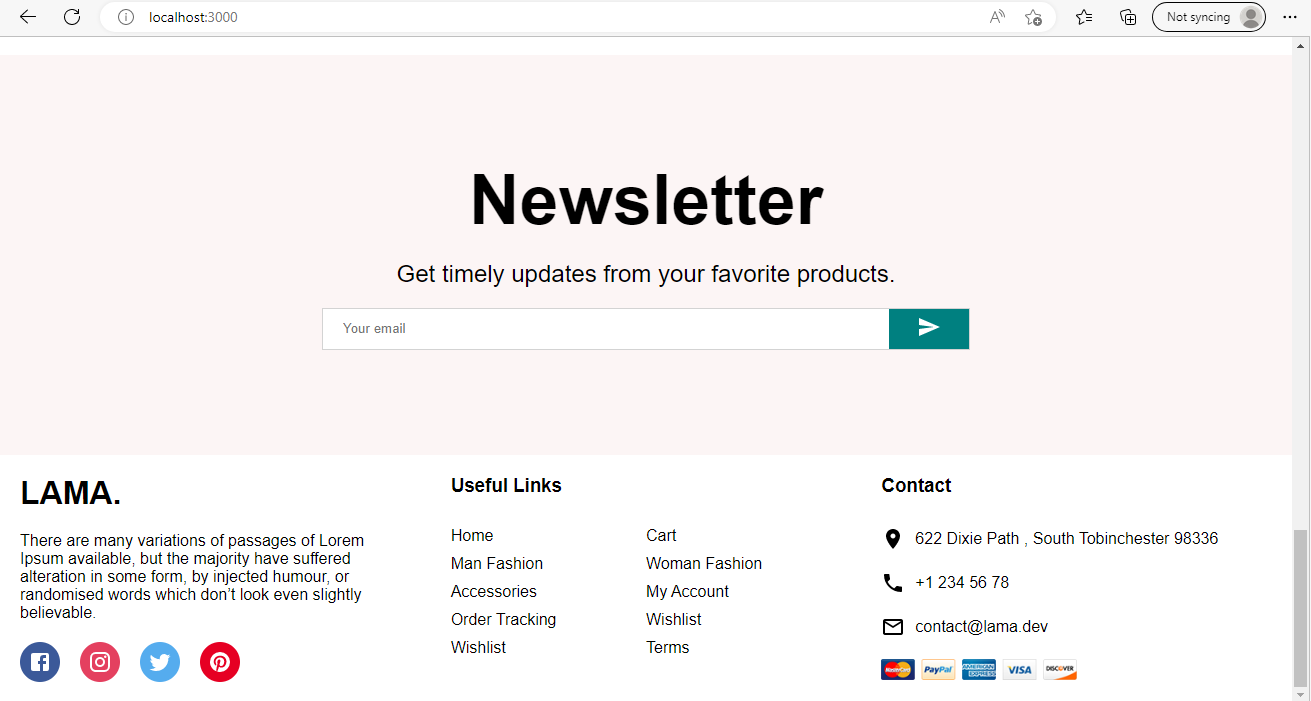 localhost:3000
Not syncing
Newsletter
Get timely updates from your favorite products.
Your email
LAMA.
There are many variations of passages of Lorem
Ipsum available, but the majority have suffered
alteration in some form, by injected humour, or
randomised words which don’t look even slightly
believable.
Useful Links
Home
Cart
Man Fashion
Woman Fashion
Accessories
My Account
Order Tracking
Wishlist
Wishlist
Terms
Contact
622 Dixie Path , South Tobinchester 98336
+1 234 56 78
contact@lama.dev
MasterCard
PayPal
AMERICAN EXPRESS
VISA
DISCOVER